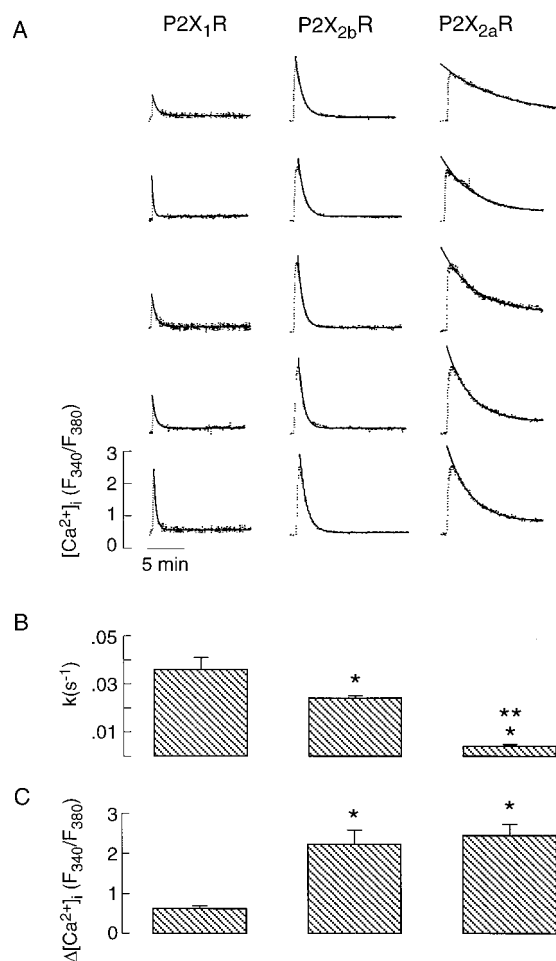 A
P2X₁R P2X₂bR P2X₂aR
[Ca²⁺]i (F₃₄₀/F₃₈₀)
3
2
1
0
5 min
B
k(s⁻¹)
.05
.03
.01
*
**
*
C
Δ[Ca²⁺]i (F₃₄₀/F₃₈₀)
3
2
1
0
*
*